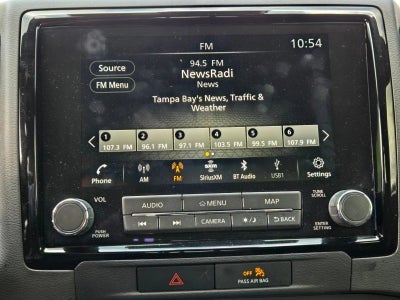 FM 10:54
94.5 FM
Source
NewsRadi
FM Menu
News
Tampa Bay's News, Traffic &
Weather
1 2 3 4 5 6
107.3 FM 96.1 FM 97.1 FM 103.5 FM 99.5 FM 107.9 FM
Phone AM FM SiriusXM BT Audio USB1 Settings
VOL AUDIO MENU MAP TUNE
SCROLL
PUSH
POWER CAMERA BACK ENTER
SETTING
OFF
PASS AIR BAG